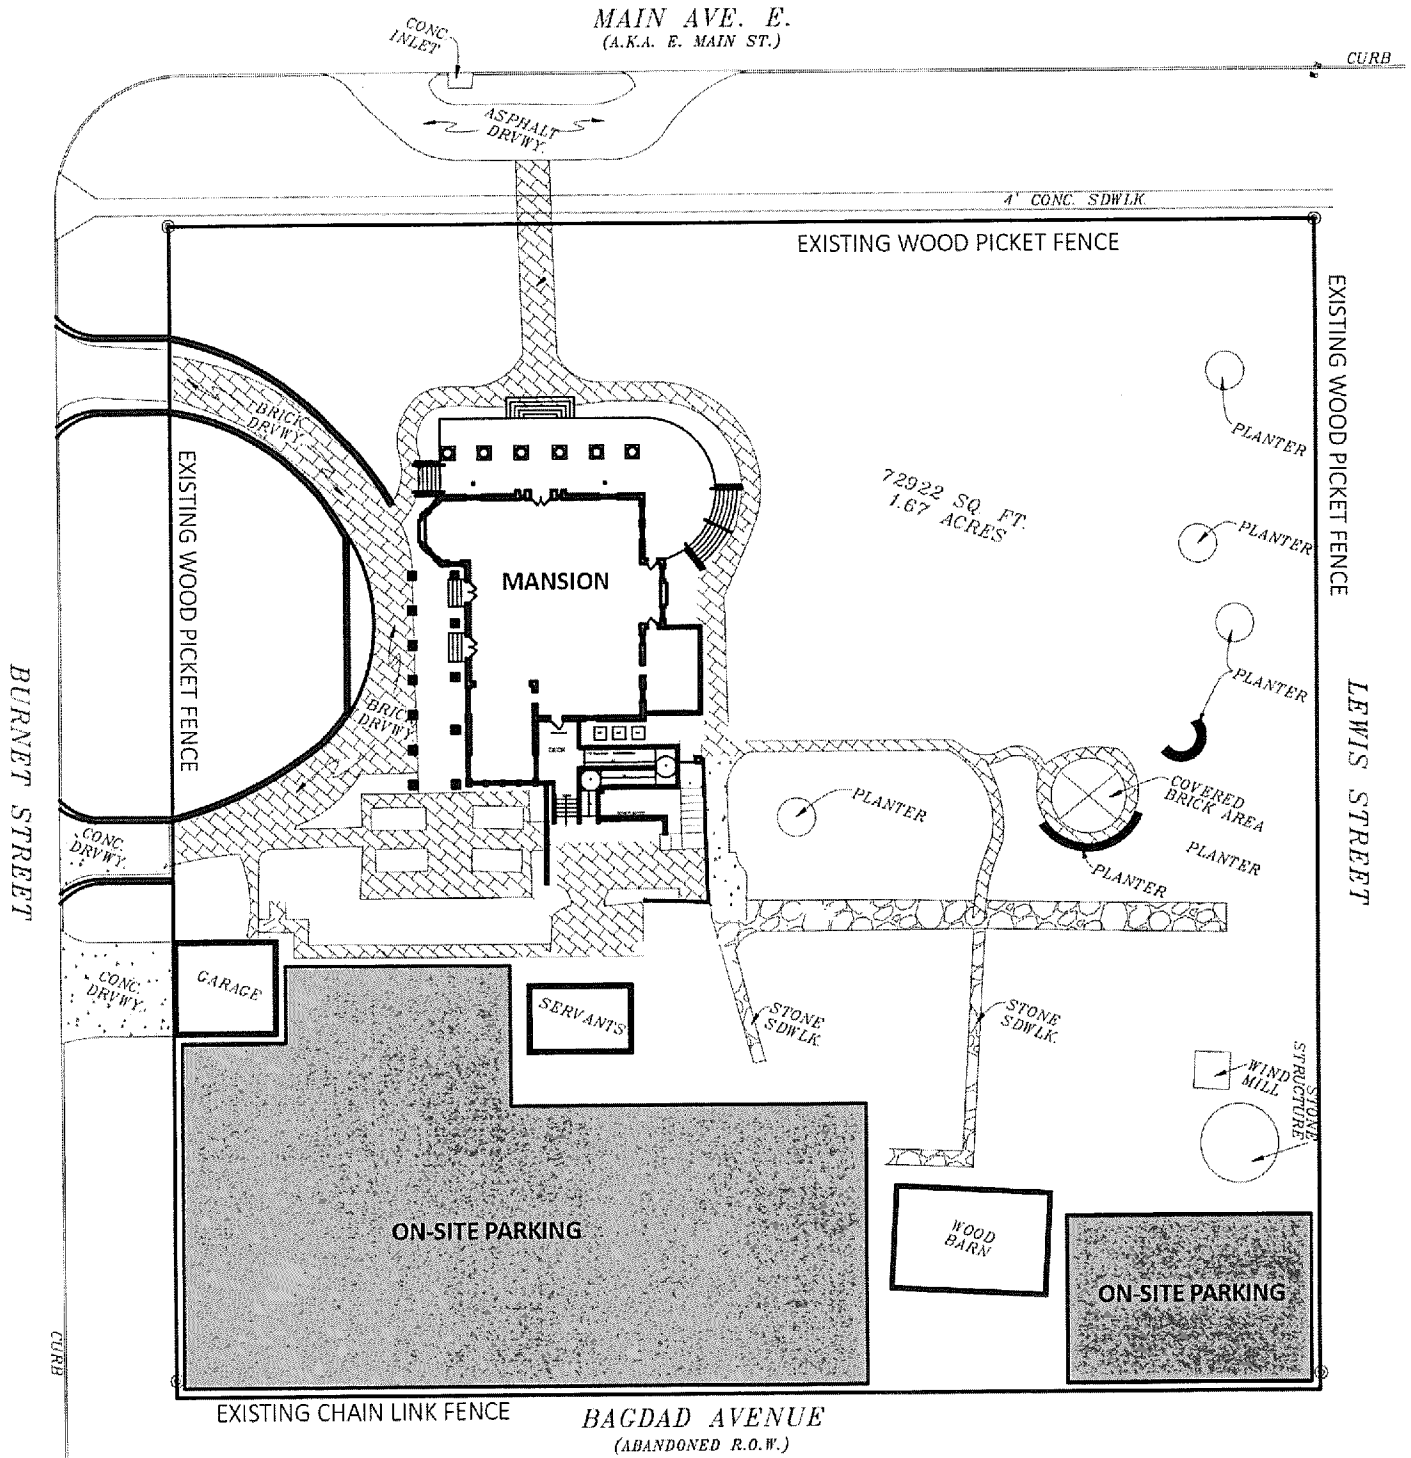 MAIN AVE. E.
(A.K.A. E. MAIN ST.)
CONC.
INLET
CURB
ASPHALT
DRVWY.
4' CONC. SDWLK
EXISTING WOOD PICKET FENCE
EXISTING WOOD PICKET FENCE
BRICK
DRVWY.
PLANTER
EXISTING WOOD PICKET FENCE
72922 SQ. FT.
1.67 ACRES
PLANTER
MANSION
PLANTER
BURNET STREET
LEWIS STREET
BRICK
DRVWY
DECK
COVERED
BRICK AREA
PLANTER
PLANTER
PLANTER
CONC.
DRVWY.
CONC.
DRVWY.
GARAGE
SERVANTS
STONE
SDWLK
STONE
SDWLK.
WIND
MILL
STONE
STRUCTURE
ON-SITE PARKING
WOOD
BARN
ON-SITE PARKING
CURB
EXISTING CHAIN LINK FENCE
BAGDAD AVENUE
(ABANDONED R.O.W.)